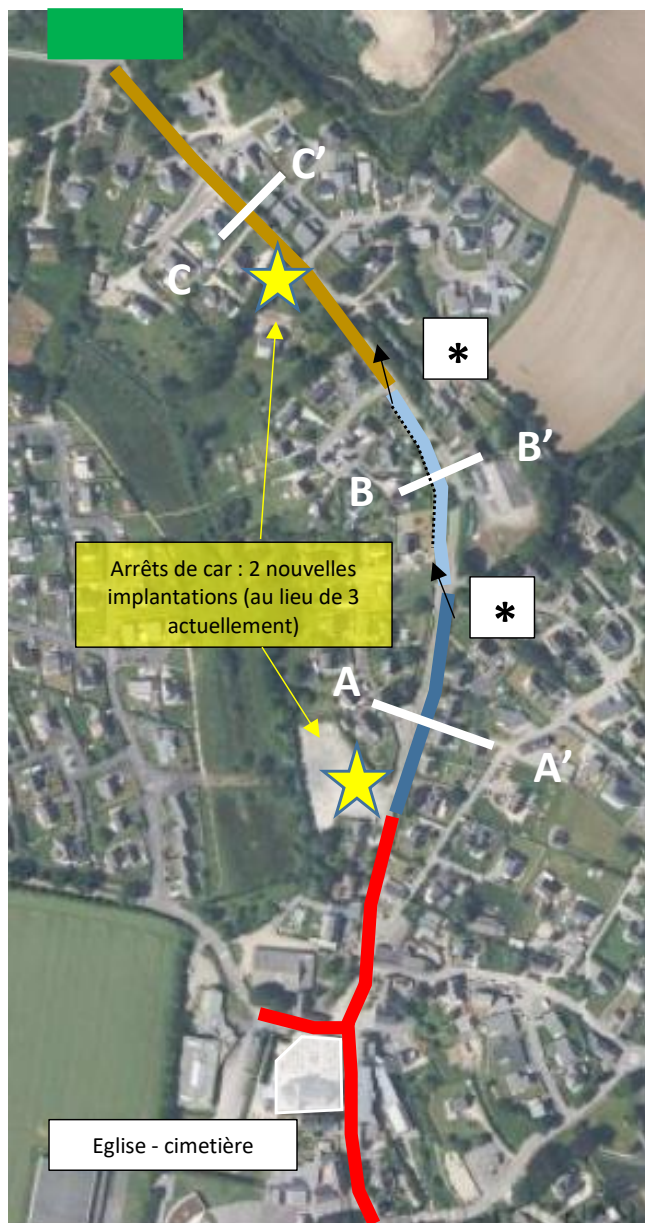 C'
C
*
B'
B
Arrêts de car : 2 nouvelles
implantations (au lieu de 3
actuellement)
*
A
A'
Eglise - cimetière